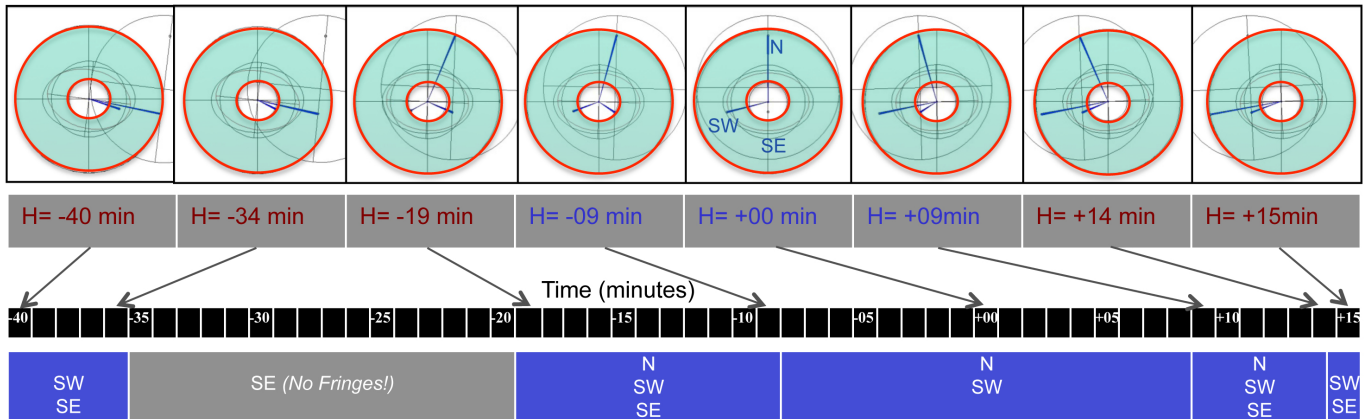 N
SW
SE
H= -40 min
H= -34 min
H= -19 min
H= -09 min
H= +00 min
H= +09min
H= +14 min
H= +15min
Time (minutes)
-40 -35 -30 -25 -20 -15 -10 -05 +00 +05 +10 +15
SW
SE
SE (No Fringes!)
N
SW
SE
N
SW
N
SW
SE
SW
SE